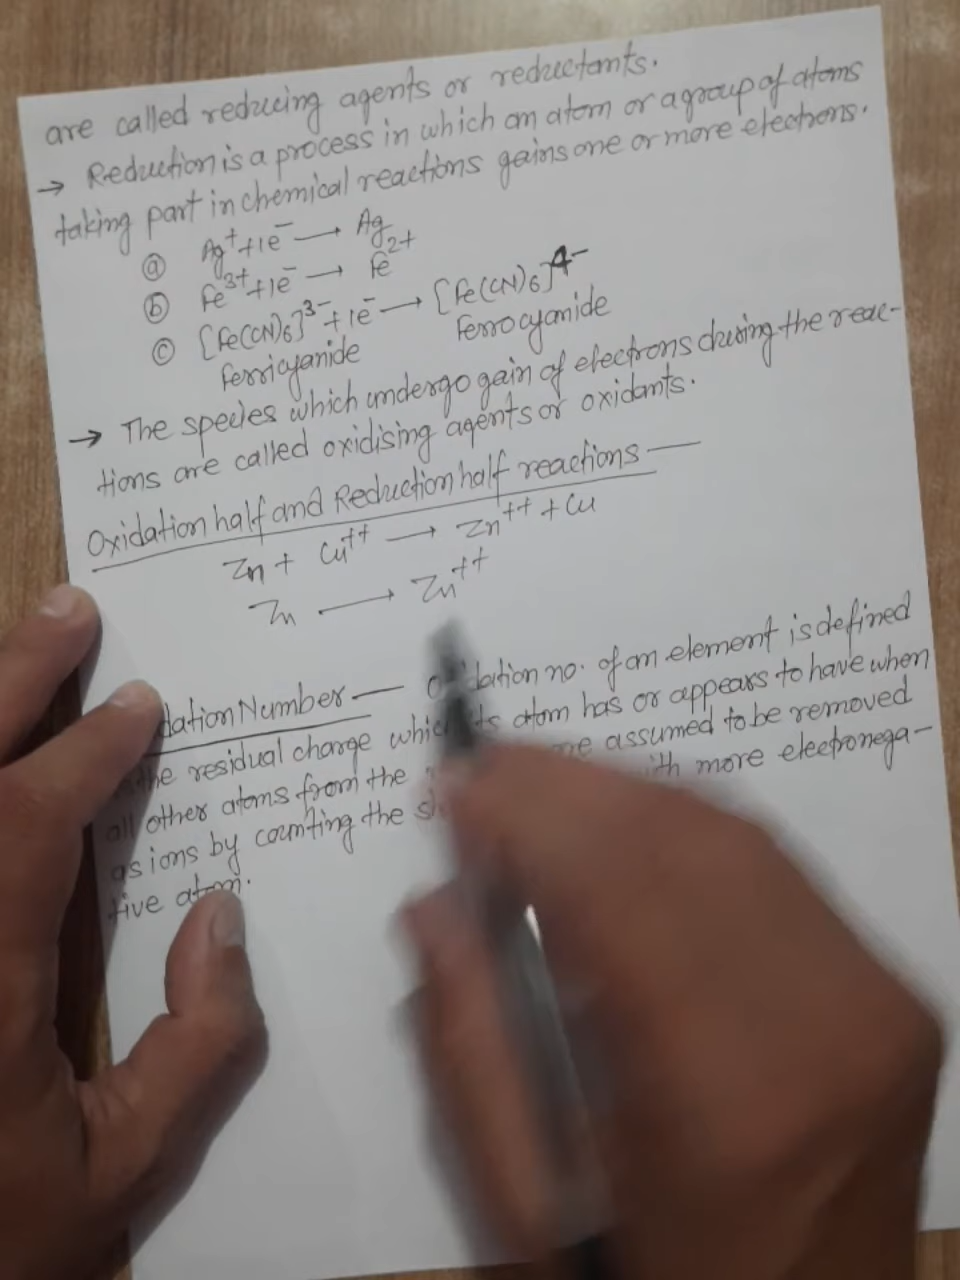 are called reducing agents or reductants.
→ Reduction is a process in which an atom or a group of atoms
taking part in chemical reactions gains one or more electrons.
ⓐ Ag⁺+1e⁻ ⟶ Ag
ⓑ Fe³⁺+1e⁻ ⟶ Fe²⁺
ⓒ [Fe(CN)₆]³⁻+1e⁻ ⟶ [Fe(CN)₆]⁴⁻
Ferricyanide Ferrocyanide
→ The species which undergo gain of electrons during the reac-
tions are called oxidising agents or oxidants.
Oxidation half and Reduction half reactions —
Zn + Cu⁺⁺ ⟶ Zn⁺⁺ + Cu
Zn ⟶ Zn⁺⁺
dation Number — dation no. of an element is defined
the residual charge which its atom has or appears to have when
all other atoms from the assumed to be removed
as ions by counting the with more electronega-
tive atom.